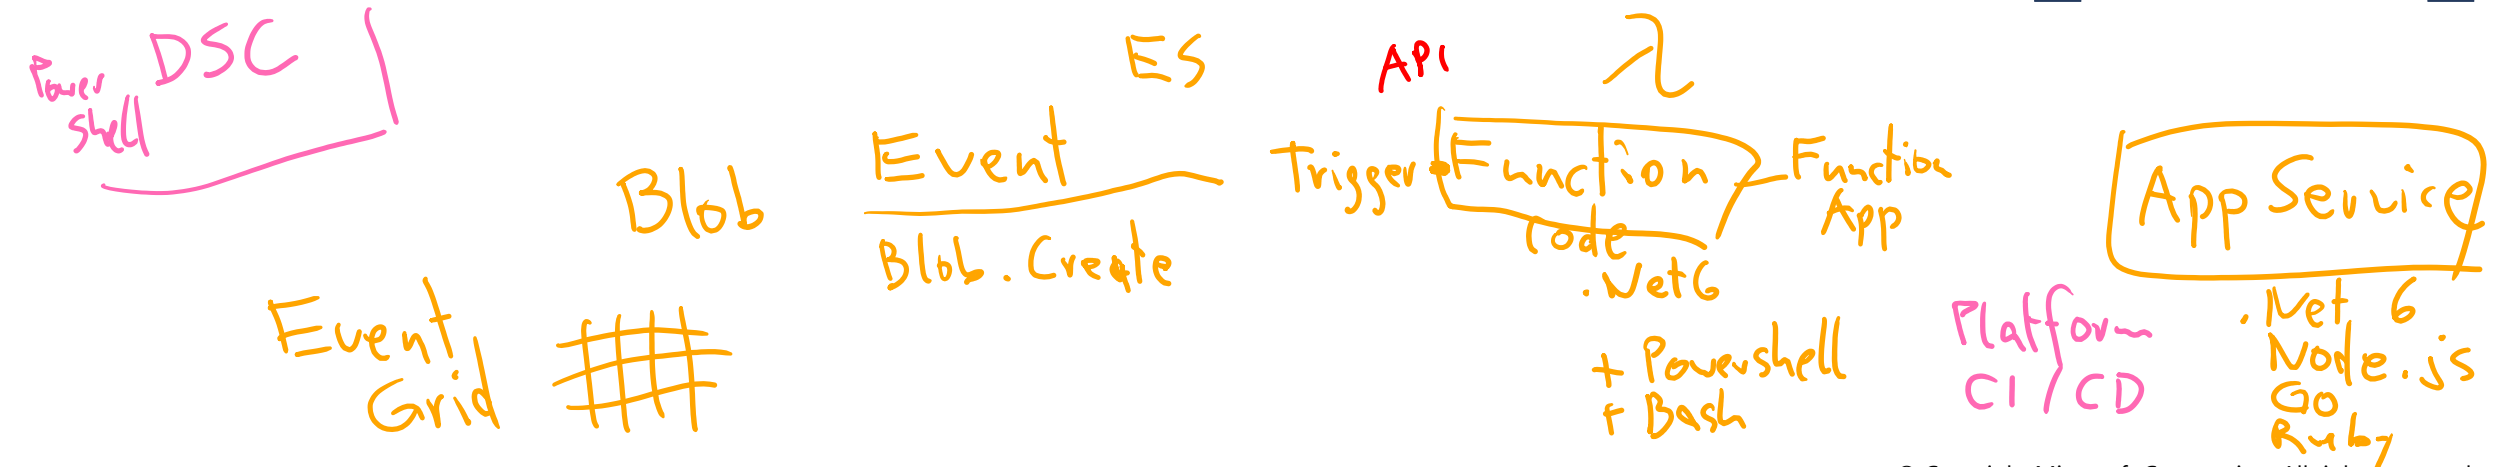 Power
Shell
DSC
Event
Grid
Blob
Event
Blob.Create
ES
API
Trigger
Function
Code
.Net6
+ Powershell
+ Bash
λ
Entra
App
App Service
Platform
CI/CD
.Net 6
Node.js
Go
Ruby